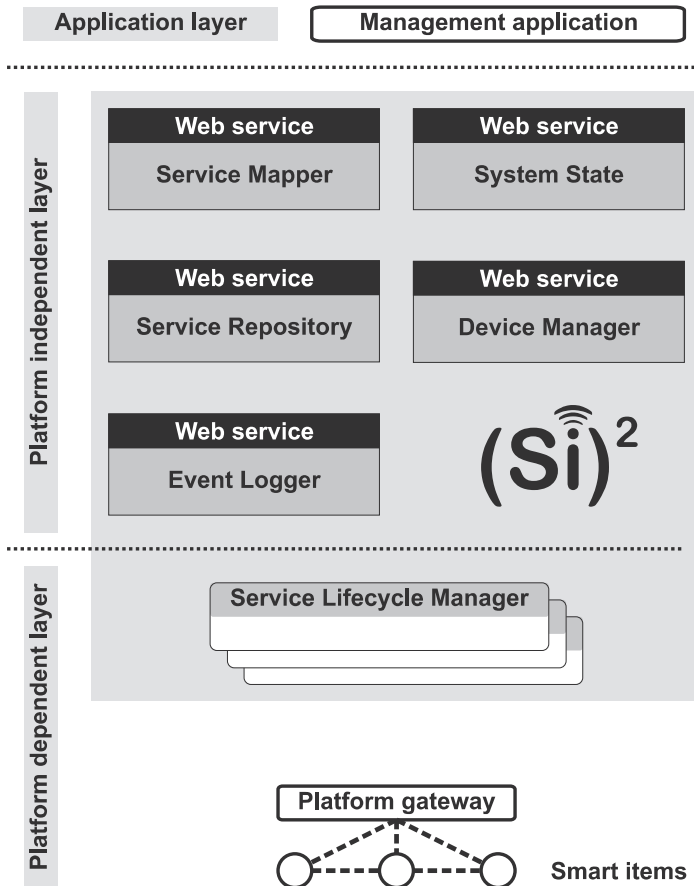 Application layer
Management application
Platform independent layer
Web service
Service Mapper
Web service
System State
Web service
Service Repository
Web service
Device Manager
Web service
Event Logger
(Si)²
Platform dependent layer
Service Lifecycle Manager
Platform gateway
Smart items